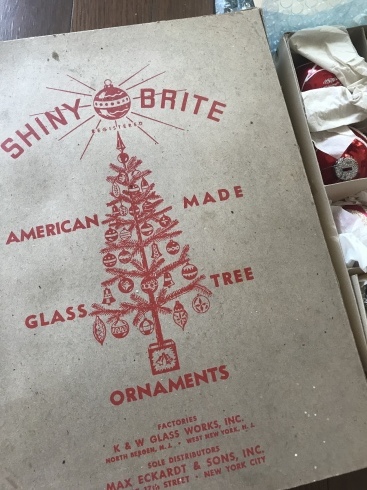 SHINY BRITE
REGISTERED
AMERICAN MADE
GLASS TREE
ORNAMENTS
FACTORIES
K & W GLASS WORKS, INC.
NORTH BERGEN, N. J. • WEST NEW YORK, N. J.
SOLE DISTRIBUTORS
MAX ECKARDT & SONS, INC.
STREET • NEW YORK CITY